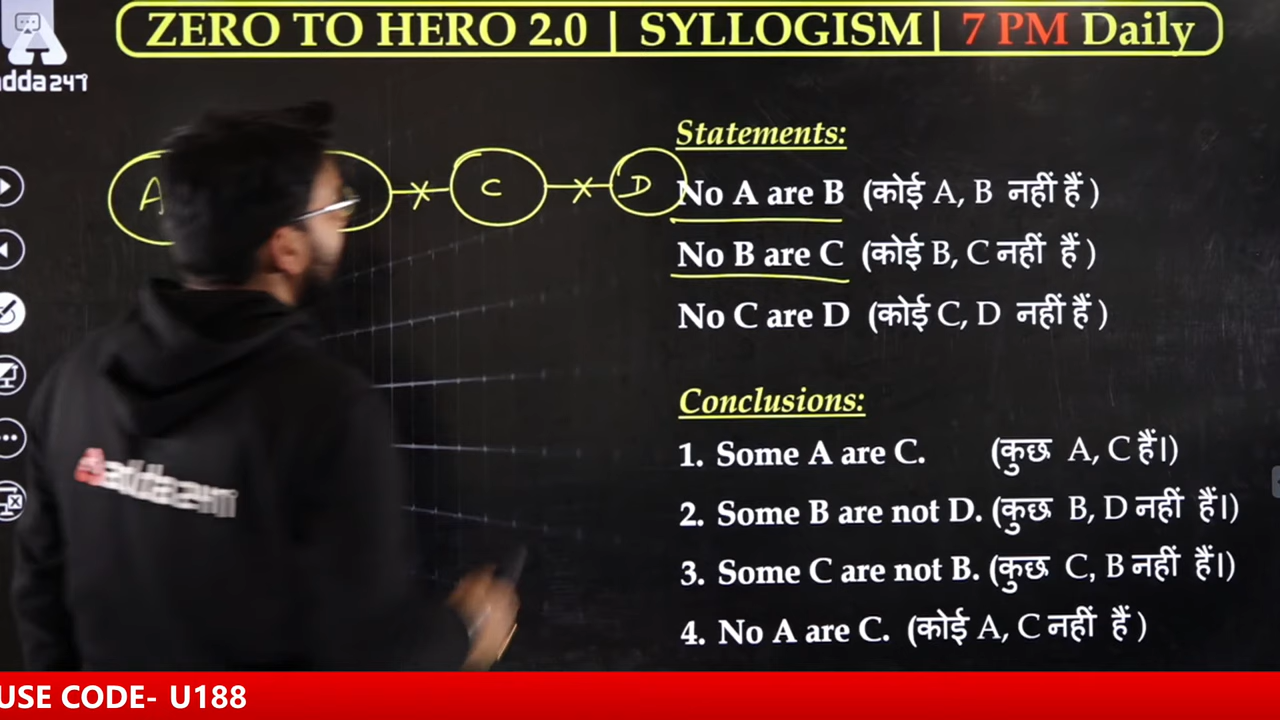 ZERO TO HERO 2.0 | SYLLOGISM | 7 PM Daily
adda247
A C D
Statements:
No A are B (कोई A, B नहीं हैं )
No B are C (कोई B, C नहीं हैं )
No C are D (कोई C, D नहीं हैं )
Conclusions:
1. Some A are C. (कुछ A, C हैं।)
2. Some B are not D. (कुछ B, D नहीं हैं।)
3. Some C are not B. (कुछ C, B नहीं हैं।)
4. No A are C. (कोई A, C नहीं हैं )
adda247
USE CODE- U188